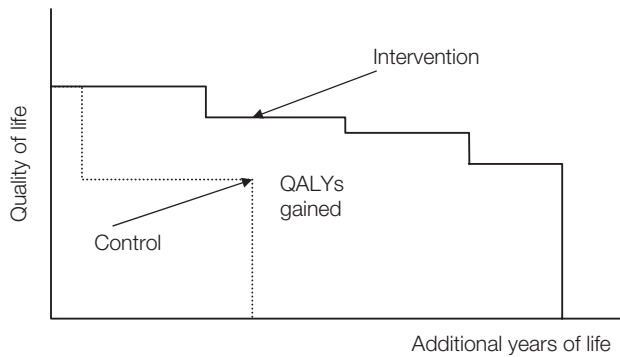 Intervention
Quality of life
QALYs
gained
Control
Additional years of life